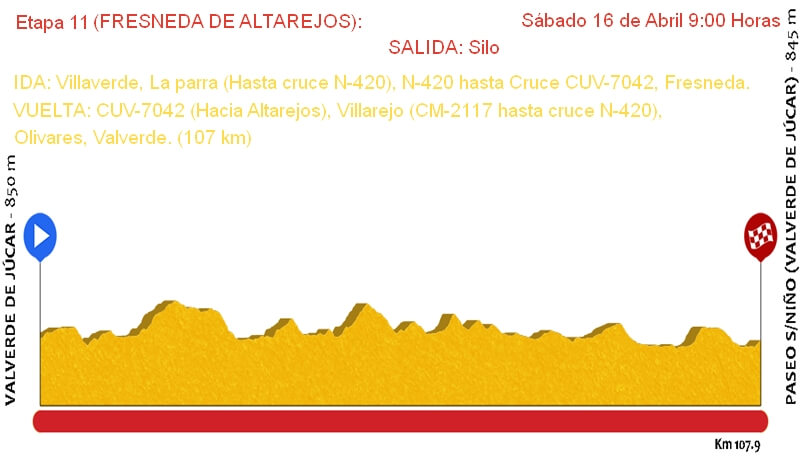 Etapa 11 (FRESNEDA DE ALTAREJOS):
Sábado 16 de Abril 9:00 Horas
SALIDA: Silo
IDA: Villaverde, La parra (Hasta cruce N-420), N-420 hasta Cruce CUV-7042, Fresneda.
VUELTA: CUV-7042 (Hacia Altarejos), Villarejo (CM-2117 hasta cruce N-420),
Olivares, Valverde. (107 km)
VALVERDE DE JÚCAR - 850 m
PASEO S/NIÑO (VALVERDE DE JÚCAR) - 845 m
Km 107.9